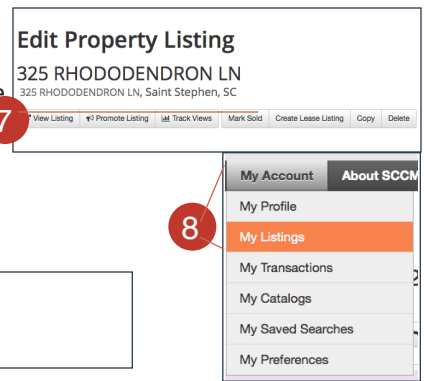 Edit Property Listing
325 RHODODENDRON LN
325 RHODODENDRON LN, Saint Stephen, SC
7
View Listing Promote Listing Track Views Mark Sold Create Lease Listing Copy Delete
My Account About SCCM
My Profile
8
My Listings
My Transactions
My Catalogs
My Saved Searches
My Preferences